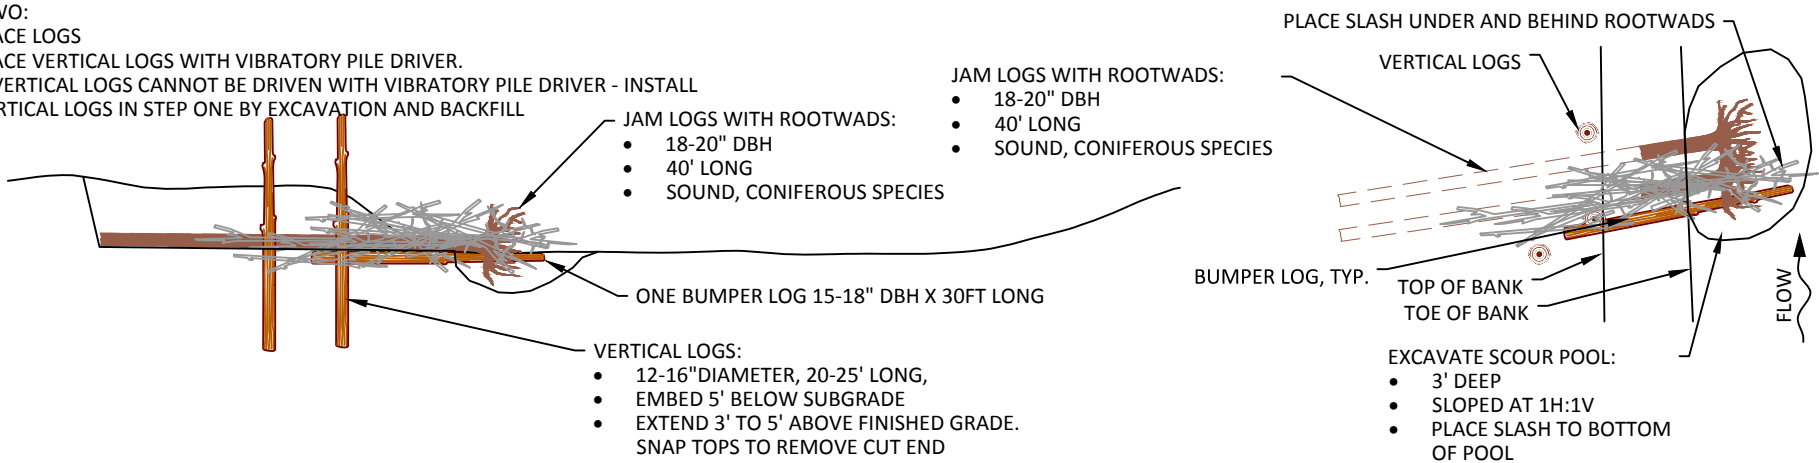 WO:
ACE LOGS
ACE VERTICAL LOGS WITH VIBRATORY PILE DRIVER.
VERTICAL LOGS CANNOT BE DRIVEN WITH VIBRATORY PILE DRIVER - INSTALL
RTICAL LOGS IN STEP ONE BY EXCAVATION AND BACKFILL
JAM LOGS WITH ROOTWADS:
• 18-20" DBH
• 40' LONG
• SOUND, CONIFEROUS SPECIES
ONE BUMPER LOG 15-18" DBH X 30FT LONG
VERTICAL LOGS:
• 12-16"DIAMETER, 20-25' LONG,
• EMBED 5' BELOW SUBGRADE
• EXTEND 3' TO 5' ABOVE FINISHED GRADE.
SNAP TOPS TO REMOVE CUT END
PLACE SLASH UNDER AND BEHIND ROOTWADS
VERTICAL LOGS
JAM LOGS WITH ROOTWADS:
• 18-20" DBH
• 40' LONG
• SOUND, CONIFEROUS SPECIES
BUMPER LOG, TYP.
TOP OF BANK
TOE OF BANK
FLOW
EXCAVATE SCOUR POOL:
• 3' DEEP
• SLOPED AT 1H:1V
• PLACE SLASH TO BOTTOM
OF POOL